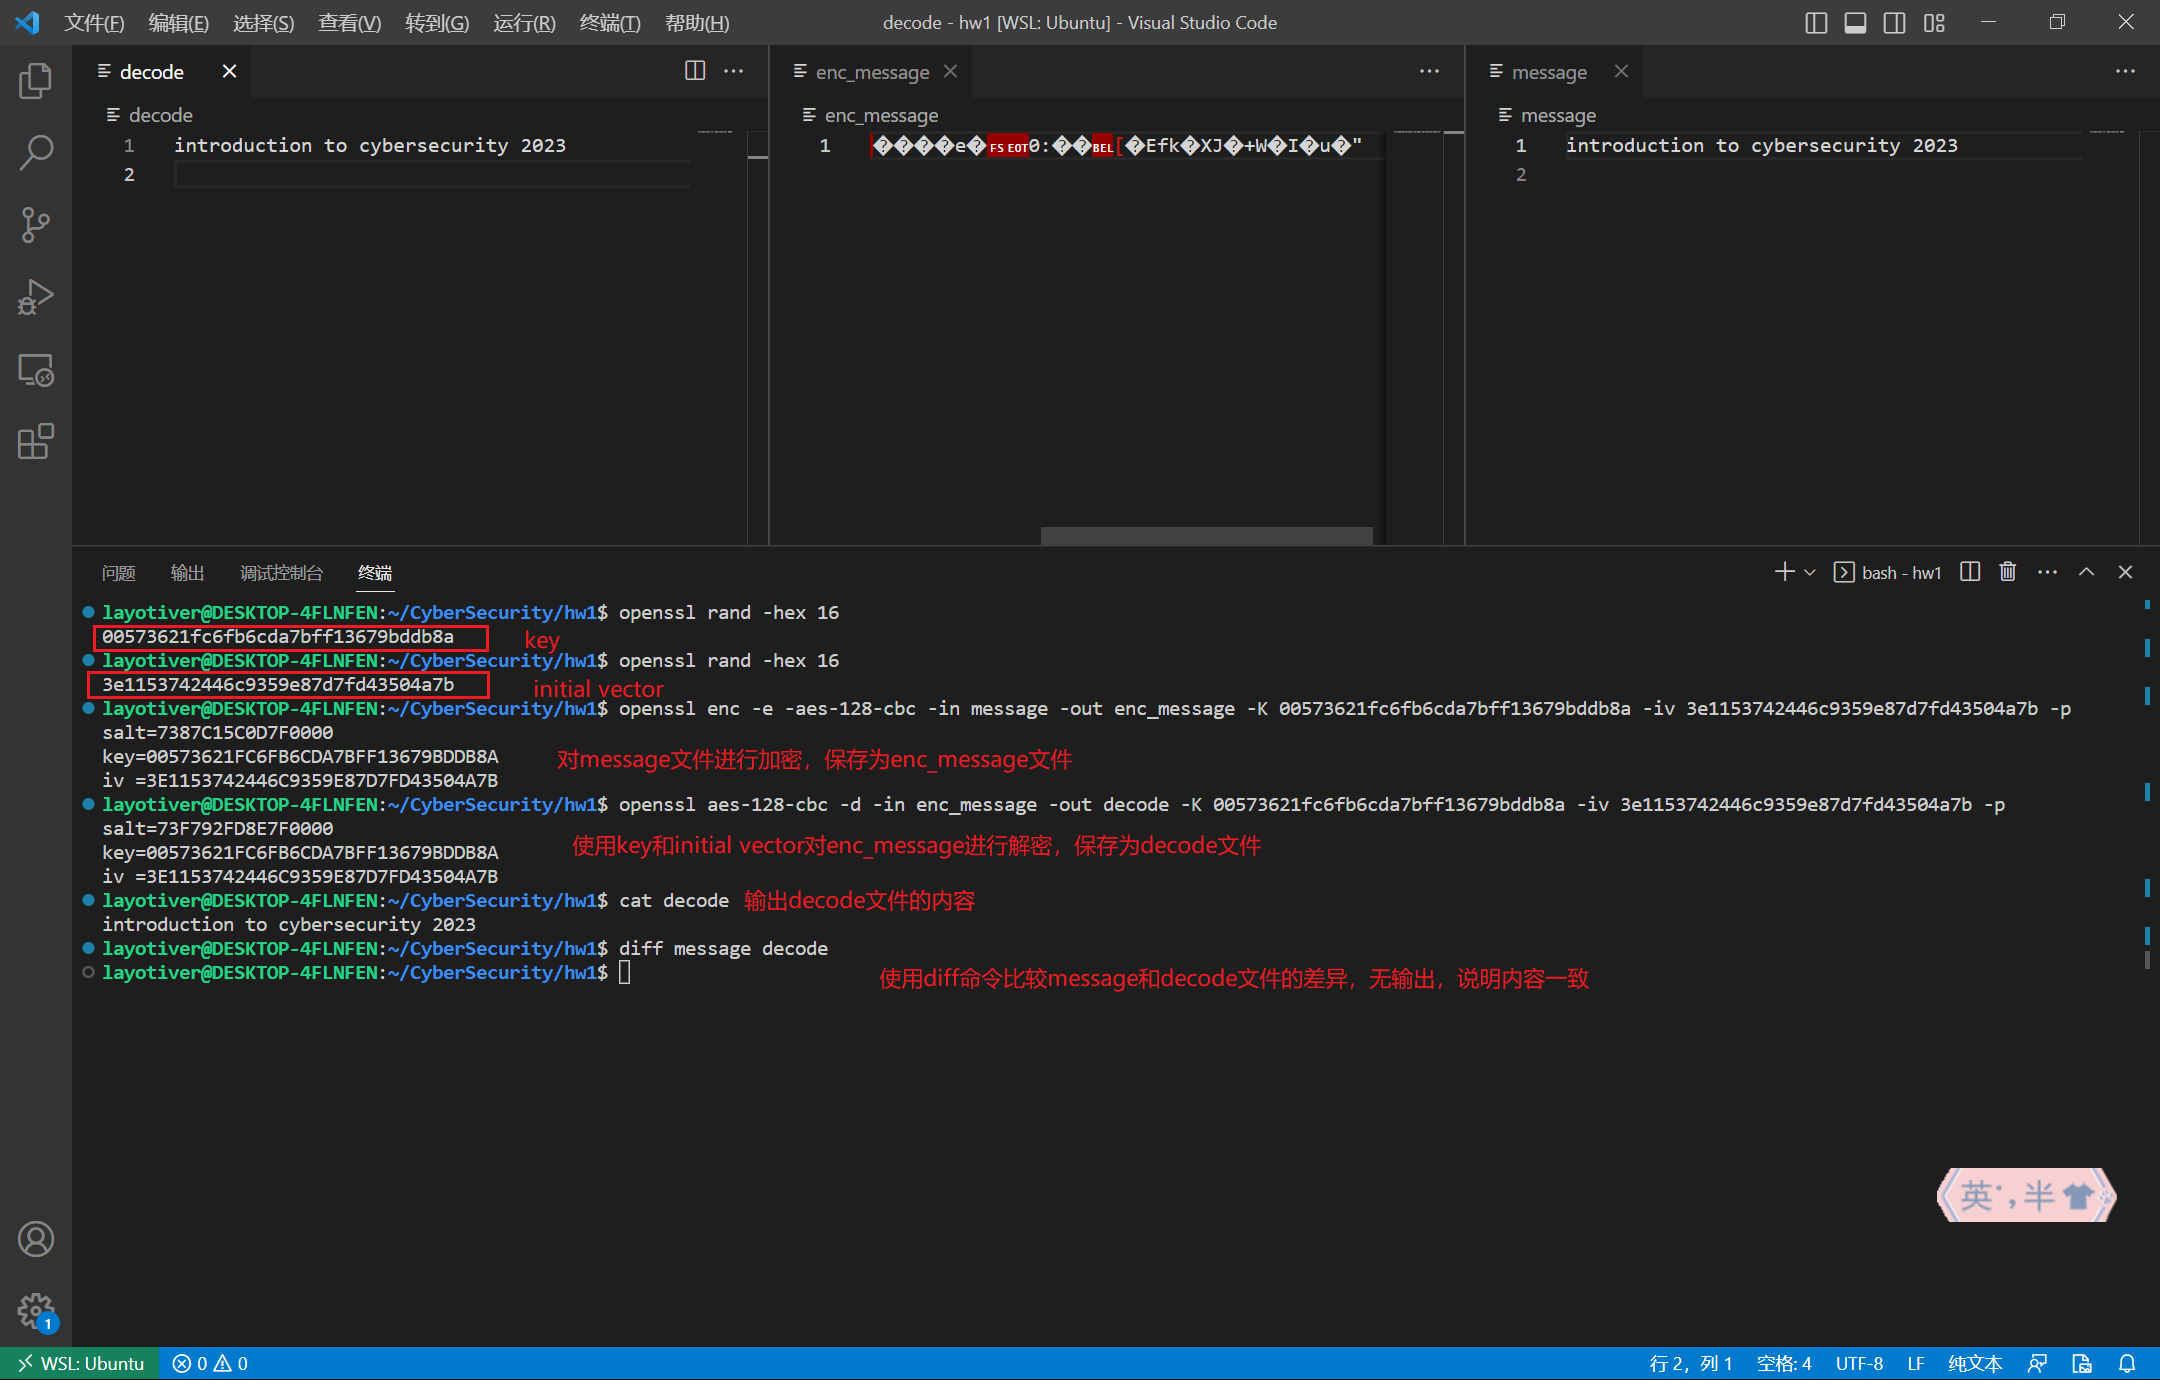 文件(F) 编辑(E) 选择(S) 查看(V) 转到(G) 运行(R) 终端(T) 帮助(H) decode - hw1 [WSL: Ubuntu] - Visual Studio Code
decode
decode
1 introduction to cybersecurity 2023
2
enc_message
enc_message
1 ����e�FS EOT0:��BEL[�Efk�XJ�+W�I�u�"
message
message
1 introduction to cybersecurity 2023
2
问题 输出 调试控制台 终端 bash - hw1
layotiver@DESKTOP-4FLNFEN:~/CyberSecurity/hw1$ openssl rand -hex 16
00573621fc6fb6cda7bff13679bddb8a key
layotiver@DESKTOP-4FLNFEN:~/CyberSecurity/hw1$ openssl rand -hex 16
3e1153742446c9359e87d7fd43504a7b initial vector
layotiver@DESKTOP-4FLNFEN:~/CyberSecurity/hw1$ openssl enc -e -aes-128-cbc -in message -out enc_message -K 00573621fc6fb6cda7bff13679bddb8a -iv 3e1153742446c9359e87d7fd43504a7b -p
salt=7387C15C0D7F0000
key=00573621FC6FB6CDA7BFF13679BDDB8A 对message文件进行加密，保存为enc_message文件
iv =3E1153742446C9359E87D7FD43504A7B
layotiver@DESKTOP-4FLNFEN:~/CyberSecurity/hw1$ openssl aes-128-cbc -d -in enc_message -out decode -K 00573621fc6fb6cda7bff13679bddb8a -iv 3e1153742446c9359e87d7fd43504a7b -p
salt=73F792FD8E7F0000
key=00573621FC6FB6CDA7BFF13679BDDB8A 使用key和initial vector对enc_message进行解密，保存为decode文件
iv =3E1153742446C9359E87D7FD43504A7B
layotiver@DESKTOP-4FLNFEN:~/CyberSecurity/hw1$ cat decode 输出decode文件的内容
introduction to cybersecurity 2023
layotiver@DESKTOP-4FLNFEN:~/CyberSecurity/hw1$ diff message decode
layotiver@DESKTOP-4FLNFEN:~/CyberSecurity/hw1$ 使用diff命令比较message和decode文件的差异，无输出，说明内容一致
英 , 半
1
WSL: Ubuntu 0 0 行 2，列 1 空格: 4 UTF-8 LF 纯文本